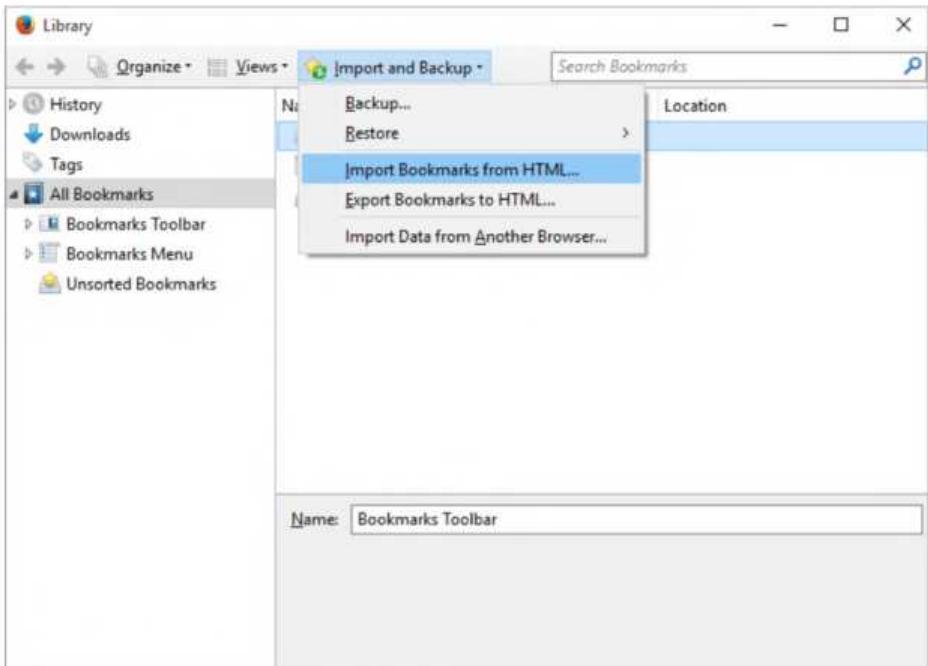 Library
Organize Views Import and Backup Search Bookmarks
History
Downloads
Tags
All Bookmarks
Bookmarks Toolbar
Bookmarks Menu
Unsorted Bookmarks
Location
Backup...
Restore
Import Bookmarks from HTML...
Export Bookmarks to HTML...
Import Data from Another Browser...
Name: Bookmarks Toolbar